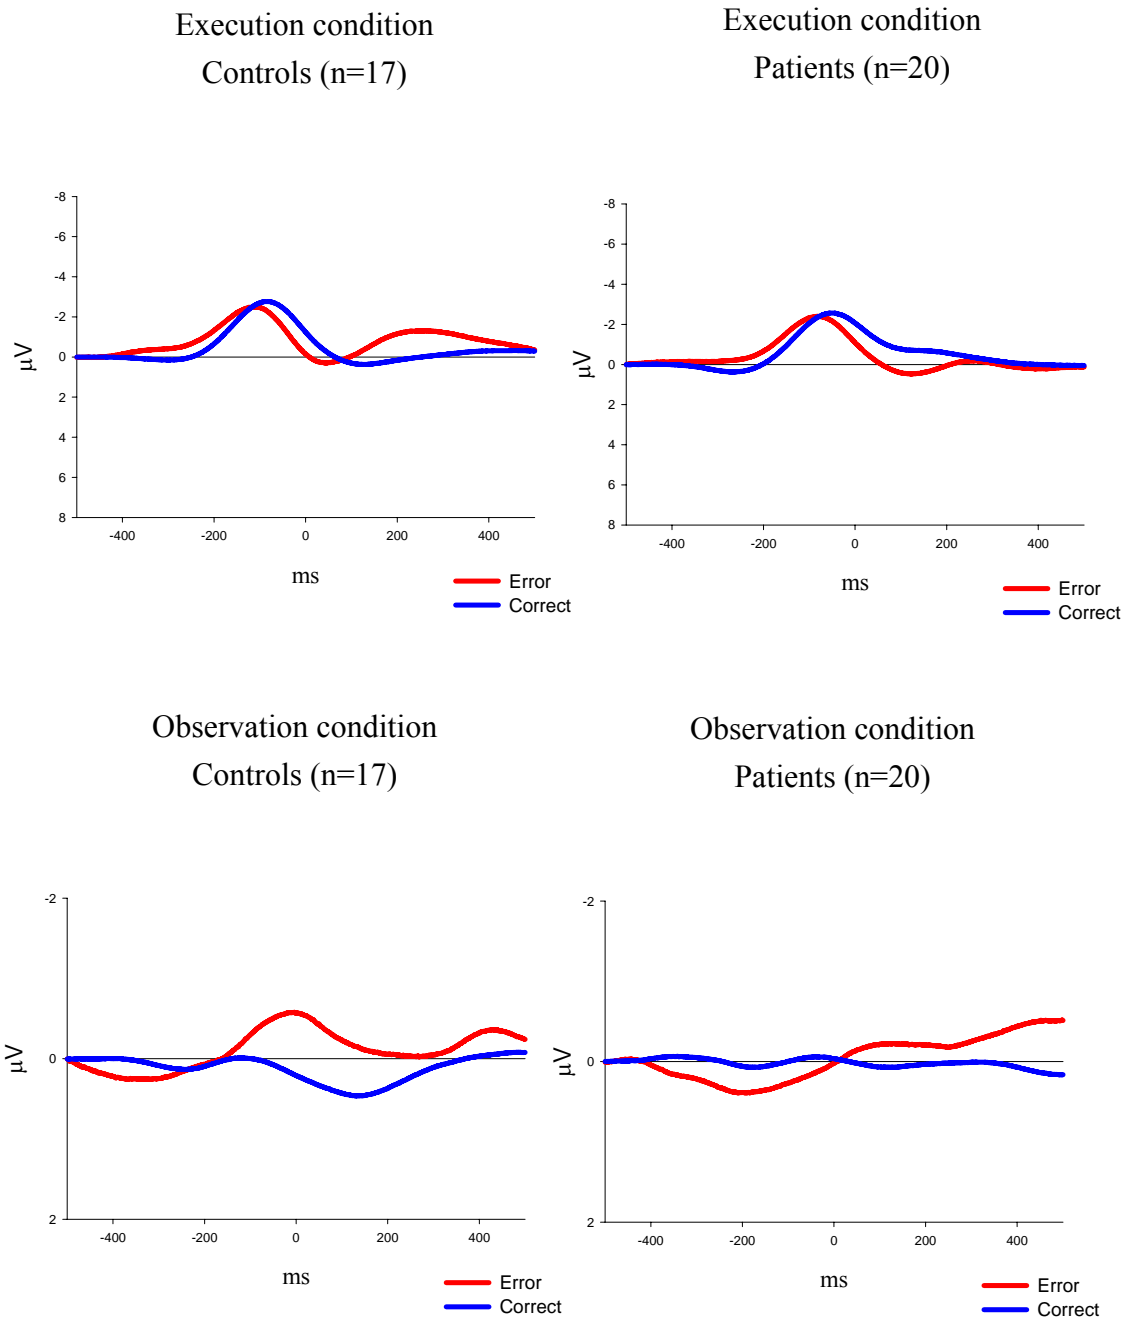 Execution condition
Controls (n=17)
Execution condition
Patients (n=20)
-8
-6
-4
-2
0
2
4
6
8
µV
-400
-200
0
200
400
ms
Error
Correct
-8
-6
-4
-2
0
2
4
6
8
µV
-400
-200
0
200
400
ms
Error
Correct
Observation condition
Controls (n=17)
Observation condition
Patients (n=20)
-2
0
2
µV
-400
-200
0
200
400
ms
Error
Correct
-2
0
2
µV
-400
-200
0
200
400
ms
Error
Correct